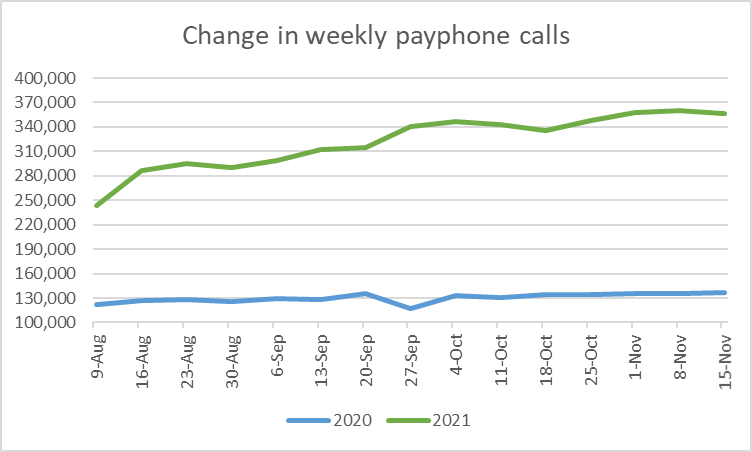 Change in weekly payphone calls
400,000
370,000
340,000
310,000
280,000
250,000
220,000
190,000
160,000
130,000
100,000
9-Aug
16-Aug
23-Aug
30-Aug
6-Sep
13-Sep
20-Sep
27-Sep
4-Oct
11-Oct
18-Oct
25-Oct
1-Nov
8-Nov
15-Nov
2020 2021